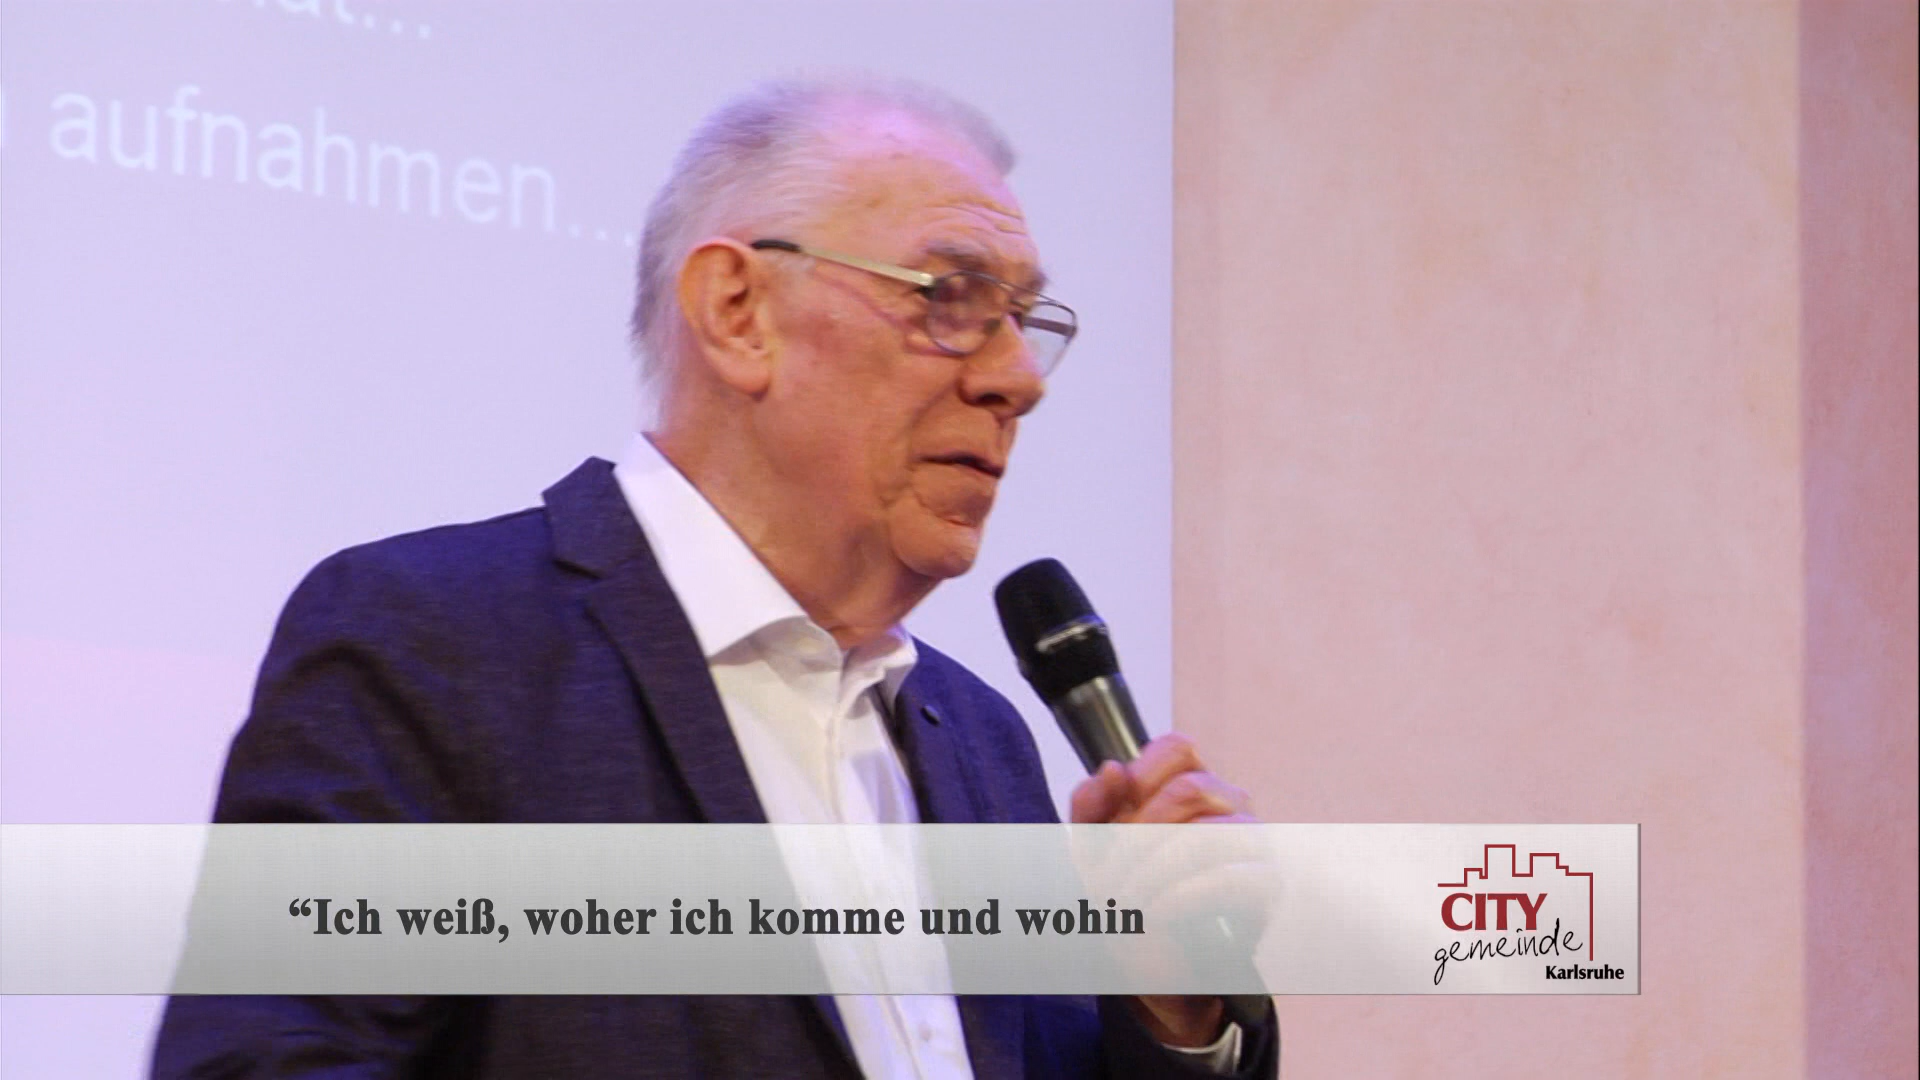 aufnahmen...
“Ich weiß, woher ich komme und wohin
CITY
gemeinde
Karlsruhe